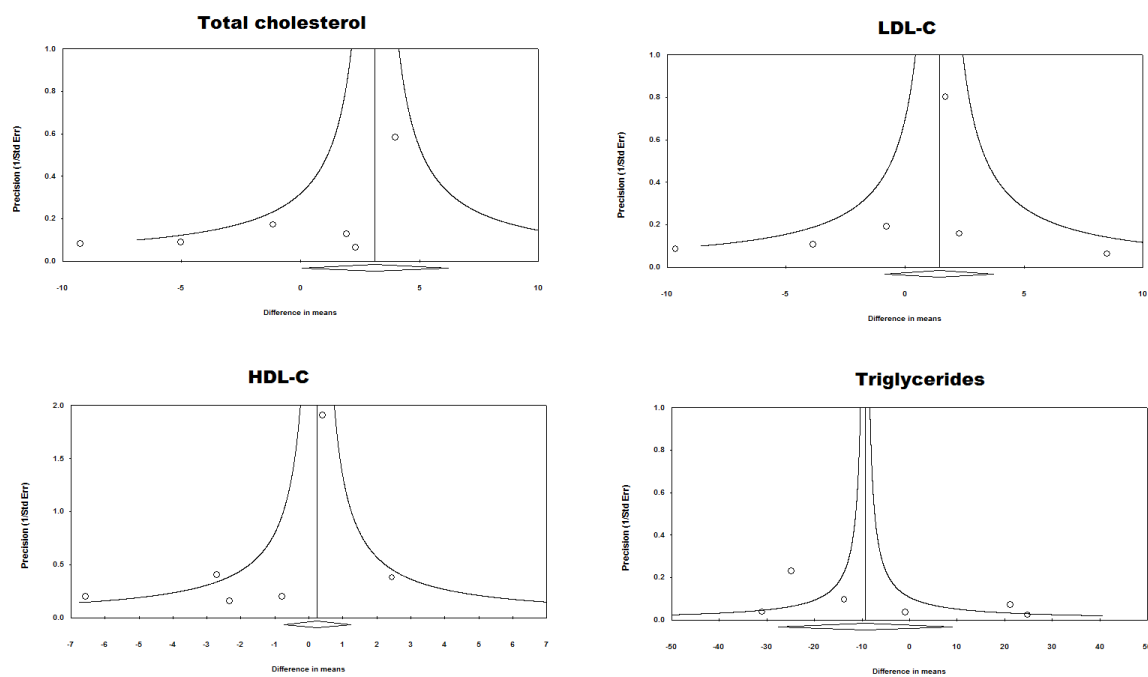 Total cholesterol
1.0
0.8
0.6
0.4
0.2
0.0
Precision (1/Std Err)
-10 -5 0 5 10
Difference in means
LDL-C
1.0
0.8
0.6
0.4
0.2
0.0
Precision (1/Std Err)
-10 -5 0 5 10
Difference in means
HDL-C
2.0
1.5
1.0
0.5
0.0
Precision (1/Std Err)
-7 -6 -5 -4 -3 -2 -1 0 1 2 3 4 5 6 7
Difference in means
Triglycerides
1.0
0.8
0.6
0.4
0.2
0.0
Precision (1/Std Err)
-50 -40 -30 -20 -10 0 10 20 30 40 50
Difference in means